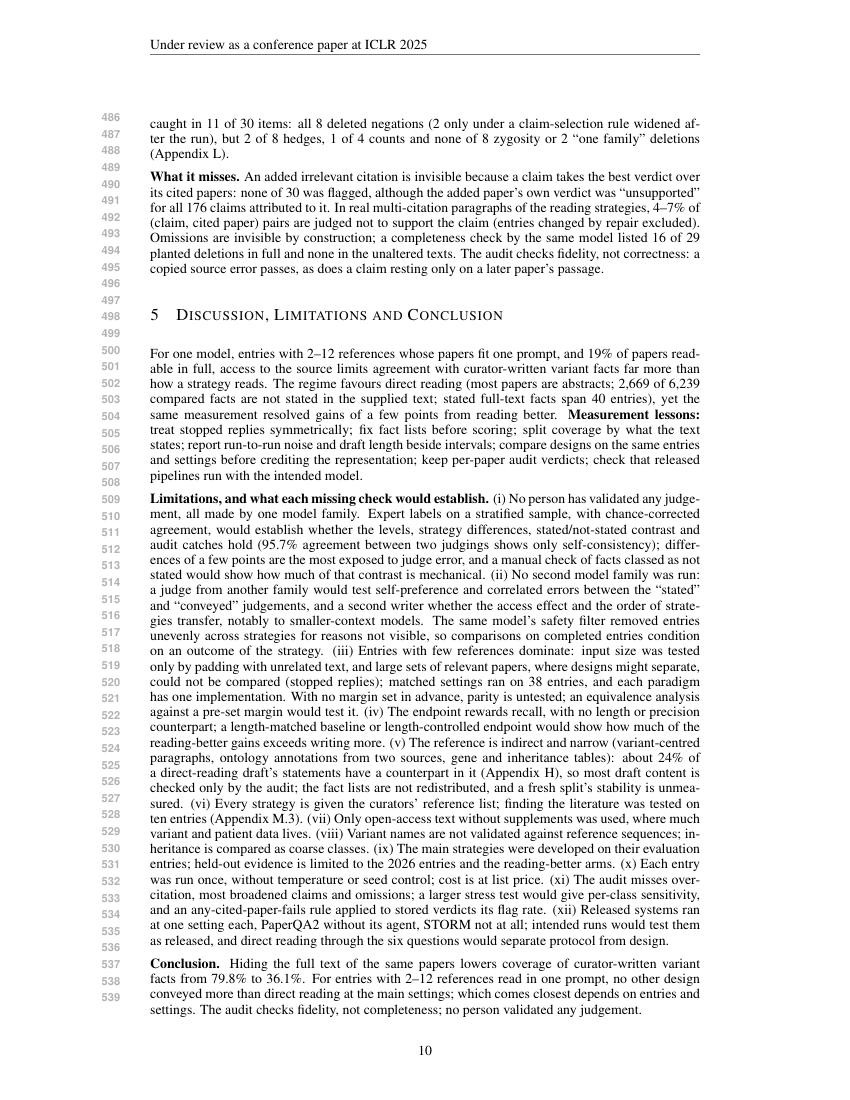 Under review as a conference paper at ICLR 2025
486
487
488
489
490
491
492
493
494
495
496
497
498
499
500
501
502
503
504
505
506
507
508
509
510
511
512
513
514
515
516
517
518
519
520
521
522
523
524
525
526
527
528
529
530
531
532
533
534
535
536
537
538
539
caught in 11 of 30 items: all 8 deleted negations (2 only under a claim-selection rule widened af-
ter the run), but 2 of 8 hedges, 1 of 4 counts and none of 8 zygosity or 2 “one family” deletions
(Appendix L).
What it misses. An added irrelevant citation is invisible because a claim takes the best verdict over
its cited papers: none of 30 was flagged, although the added paper’s own verdict was “unsupported”
for all 176 claims attributed to it. In real multi-citation paragraphs of the reading strategies, 4–7% of
(claim, cited paper) pairs are judged not to support the claim (entries changed by repair excluded).
Omissions are invisible by construction; a completeness check by the same model listed 16 of 29
planted deletions in full and none in the unaltered texts. The audit checks fidelity, not correctness: a
copied source error passes, as does a claim resting only on a later paper’s passage.
5 DISCUSSION, LIMITATIONS AND CONCLUSION
For one model, entries with 2–12 references whose papers fit one prompt, and 19% of papers read-
able in full, access to the source limits agreement with curator-written variant facts far more than
how a strategy reads. The regime favours direct reading (most papers are abstracts; 2,669 of 6,239
compared facts are not stated in the supplied text; stated full-text facts span 40 entries), yet the
same measurement resolved gains of a few points from reading better. Measurement lessons:
treat stopped replies symmetrically; fix fact lists before scoring; split coverage by what the text
states; report run-to-run noise and draft length beside intervals; compare designs on the same entries
and settings before crediting the representation; keep per-paper audit verdicts; check that released
pipelines run with the intended model.
Limitations, and what each missing check would establish. (i) No person has validated any judge-
ment, all made by one model family. Expert labels on a stratified sample, with chance-corrected
agreement, would establish whether the levels, strategy differences, stated/not-stated contrast and
audit catches hold (95.7% agreement between two judgings shows only self-consistency); differ-
ences of a few points are the most exposed to judge error, and a manual check of facts classed as not
stated would show how much of that contrast is mechanical. (ii) No second model family was run:
a judge from another family would test self-preference and correlated errors between the “stated”
and “conveyed” judgements, and a second writer whether the access effect and the order of strate-
gies transfer, notably to smaller-context models. The same model’s safety filter removed entries
unevenly across strategies for reasons not visible, so comparisons on completed entries condition
on an outcome of the strategy. (iii) Entries with few references dominate: input size was tested
only by padding with unrelated text, and large sets of relevant papers, where designs might separate,
could not be compared (stopped replies); matched settings ran on 38 entries, and each paradigm
has one implementation. With no margin set in advance, parity is untested; an equivalence analysis
against a pre-set margin would test it. (iv) The endpoint rewards recall, with no length or precision
counterpart; a length-matched baseline or length-controlled endpoint would show how much of the
reading-better gains exceeds writing more. (v) The reference is indirect and narrow (variant-centred
paragraphs, ontology annotations from two sources, gene and inheritance tables): about 24% of
a direct-reading draft’s statements have a counterpart in it (Appendix H), so most draft content is
checked only by the audit; the fact lists are not redistributed, and a fresh split’s stability is unmea-
sured. (vi) Every strategy is given the curators’ reference list; finding the literature was tested on
ten entries (Appendix M.3). (vii) Only open-access text without supplements was used, where much
variant and patient data lives. (viii) Variant names are not validated against reference sequences; in-
heritance is compared as coarse classes. (ix) The main strategies were developed on their evaluation
entries; held-out evidence is limited to the 2026 entries and the reading-better arms. (x) Each entry
was run once, without temperature or seed control; cost is at list price. (xi) The audit misses over-
citation, most broadened claims and omissions; a larger stress test would give per-class sensitivity,
and an any-cited-paper-fails rule applied to stored verdicts its flag rate. (xii) Released systems ran
at one setting each, PaperQA2 without its agent, STORM not at all; intended runs would test them
as released, and direct reading through the six questions would separate protocol from design.
Conclusion. Hiding the full text of the same papers lowers coverage of curator-written variant
facts from 79.8% to 36.1%. For entries with 2–12 references read in one prompt, no other design
conveyed more than direct reading at the main settings; which comes closest depends on entries and
settings. The audit checks fidelity, not completeness; no person validated any judgement.
10